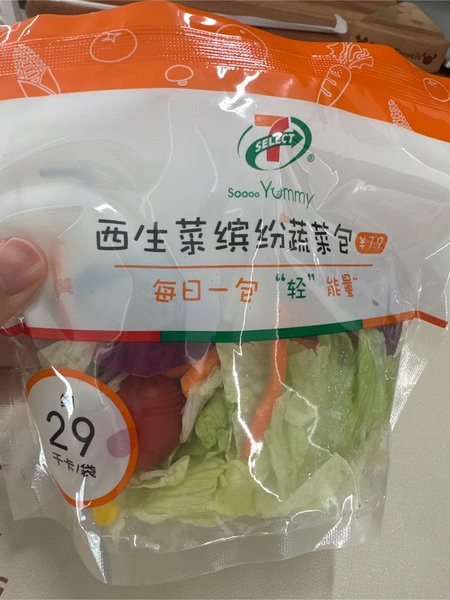 7
SELECT
®
Soooo Yummy
西生菜缤纷蔬菜包 ¥7.9
每日一包 “轻”能量
29
千卡/袋